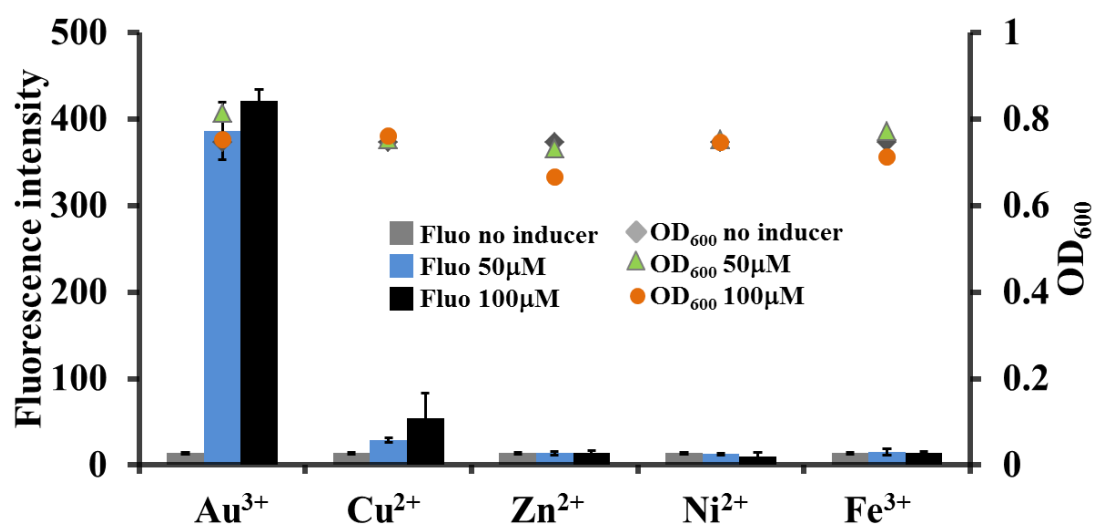 Fluorescence intensity
500
400
300
200
100
0
Fluo no inducer
Fluo 50μM
Fluo 100μM
OD₆₀₀ no inducer
OD₆₀₀ 50μM
OD₆₀₀ 100μM
1
0.8
0.6
0.4
0.2
0
OD₆₀₀
Au³⁺ Cu²⁺ Zn²⁺ Ni²⁺ Fe³⁺